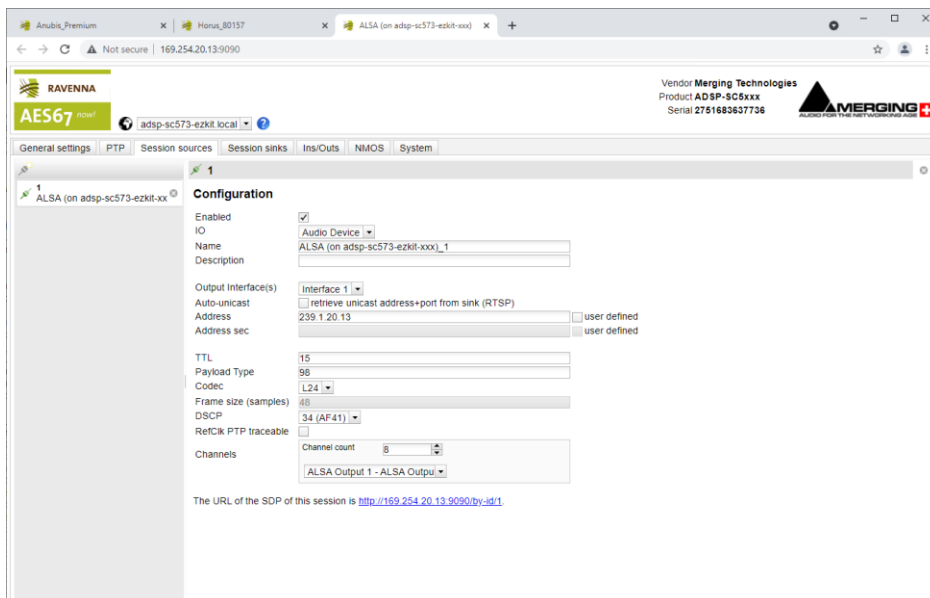 Anubis_Premium
Horus_80157
ALSA (on adsp-sc573-ezkit-xxx)
Not secure | 169.254.20.13:9090
RAVENNA
AES67 now!
adsp-sc573-ezkit.local
?
Vendor Merging Technologies
Product ADSP-SC5xxx
Serial 2751683637736
MERGING
AUDIO FOR THE NETWORKING AGE
General settings PTP Session sources Session sinks Ins/Outs NMOS System
1
ALSA (on adsp-sc573-ezkit-xx
1
Configuration
Enabled
IO Audio Device
Name ALSA (on adsp-sc573-ezkit-xxx)_1
Description
Output Interface(s) Interface 1
Auto-unicast retrieve unicast address+port from sink (RTSP)
Address 239.1.20.13 user defined
Address sec user defined
TTL 15
Payload Type 98
Codec L24
Frame size (samples) 48
DSCP 34 (AF41)
RefClk PTP traceable
Channels Channel count 8
ALSA Output 1 - ALSA Outpu
The URL of the SDP of this session is http://169.254.20.13:9090/by-id/1.